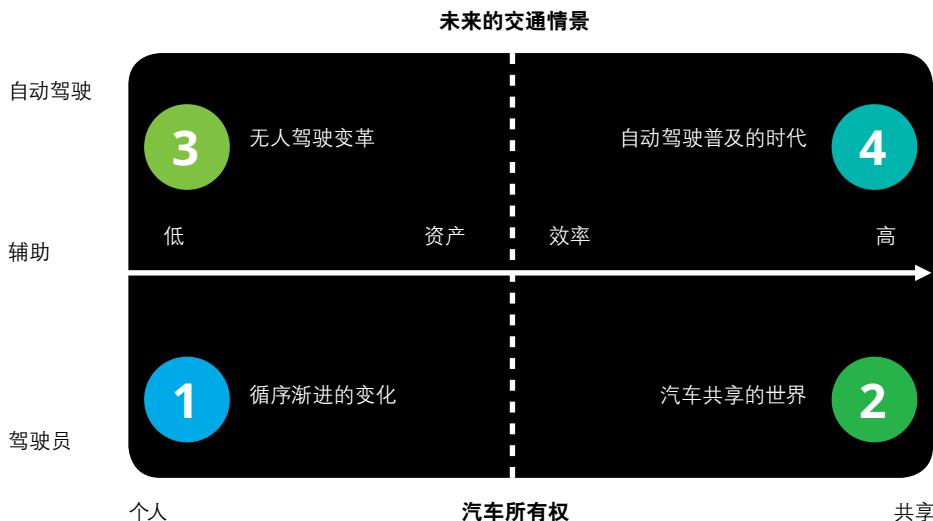 未来的交通情景
自动驾驶
3
无人驾驶变革
自动驾驶普及的时代
4
低
资产
效率
高
辅助
1
循序渐进的变化
汽车共享的世界
2
驾驶员
个人
汽车所有权
共享